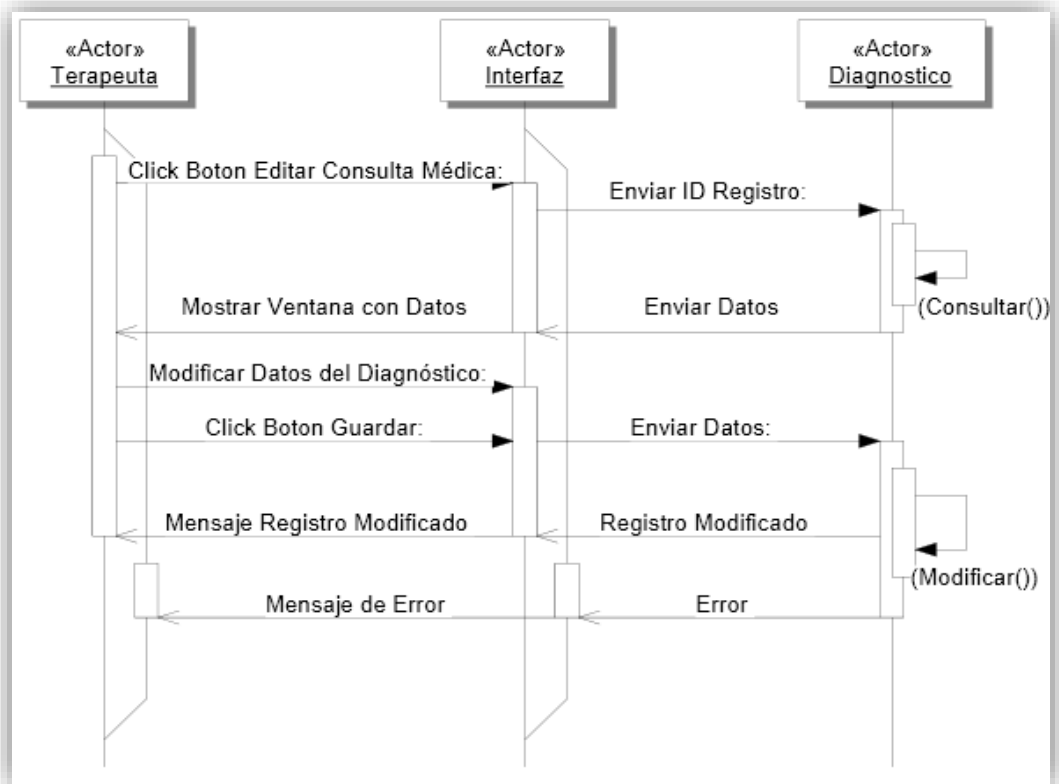 «Actor»
Terapeuta
«Actor»
Interfaz
«Actor»
Diagnostico
Click Boton Editar Consulta Médica:
Enviar ID Registro:
(Consultar())
Mostrar Ventana con Datos
Enviar Datos
Modificar Datos del Diagnóstico:
Click Boton Guardar:
Enviar Datos:
Mensaje Registro Modificado
Registro Modificado
(Modificar())
Mensaje de Error
Error